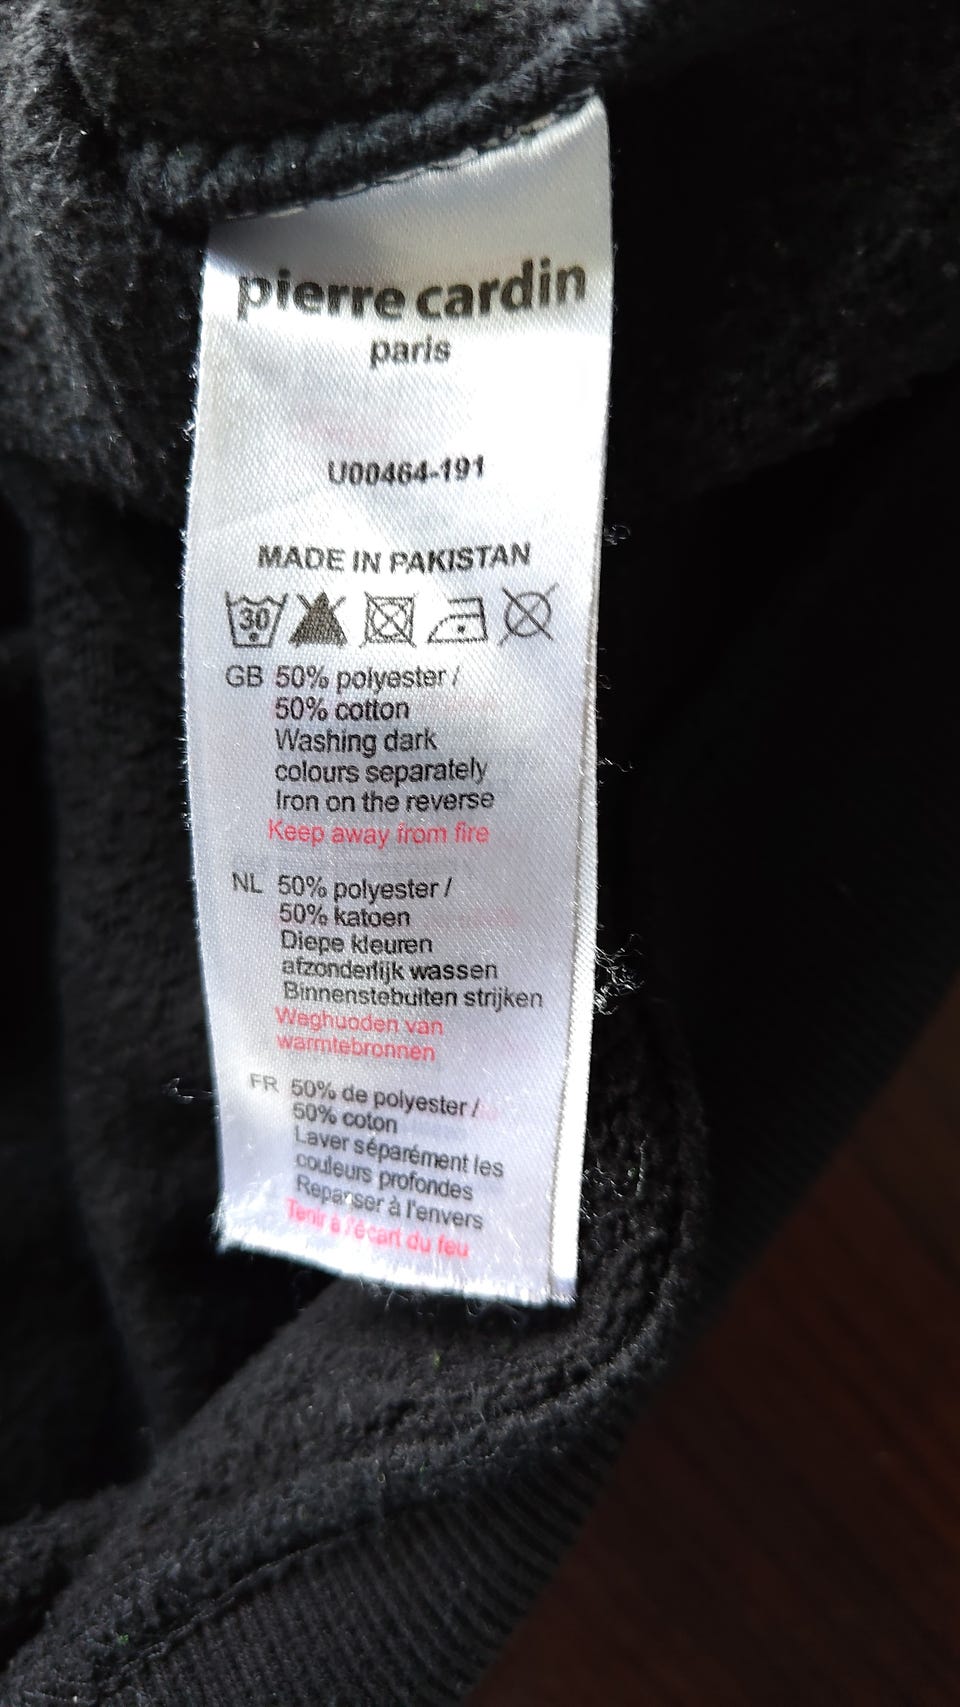 pierre cardin
paris
U00464-191
MADE IN PAKISTAN
30
GB 50% polyester /
50% cotton
Washing dark
colours separately
Iron on the reverse
Keep away from fire
NL 50% polyester /
50% katoen
Diepe kleuren
afzonderlijk wassen
Binnenstebuiten strijken
Weghuoden van
warmtebronnen
FR 50% de polyester /
50% coton
Laver séparément les
couleurs profondes
Repasser à l'envers
Tenir à l'écart du feu